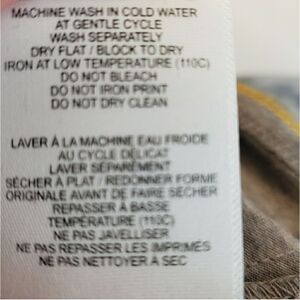 MACHINE WASH IN COLD WATER
AT GENTLE CYCLE
WASH SEPARATELY
DRY FLAT / BLOCK TO DRY
IRON AT LOW TEMPERATURE (110C)
DO NOT BLEACH
DO NOT IRON PRINT
DO NOT DRY CLEAN
LAVER À LA MACHINE EAU FROIDE
AU CYCLE DÉLICAT
LAVER SÉPARÉMENT
SÉCHER À PLAT / REDONNER FORME
ORIGINALE AVANT DE FAIRE SÉCHER
REPASSER À BASSE
TEMPÉRATURE (110C)
NE PAS JAVELLISER
NE PAS REPASSER LES IMPRIMÉS
NE PAS NETTOYER À SEC